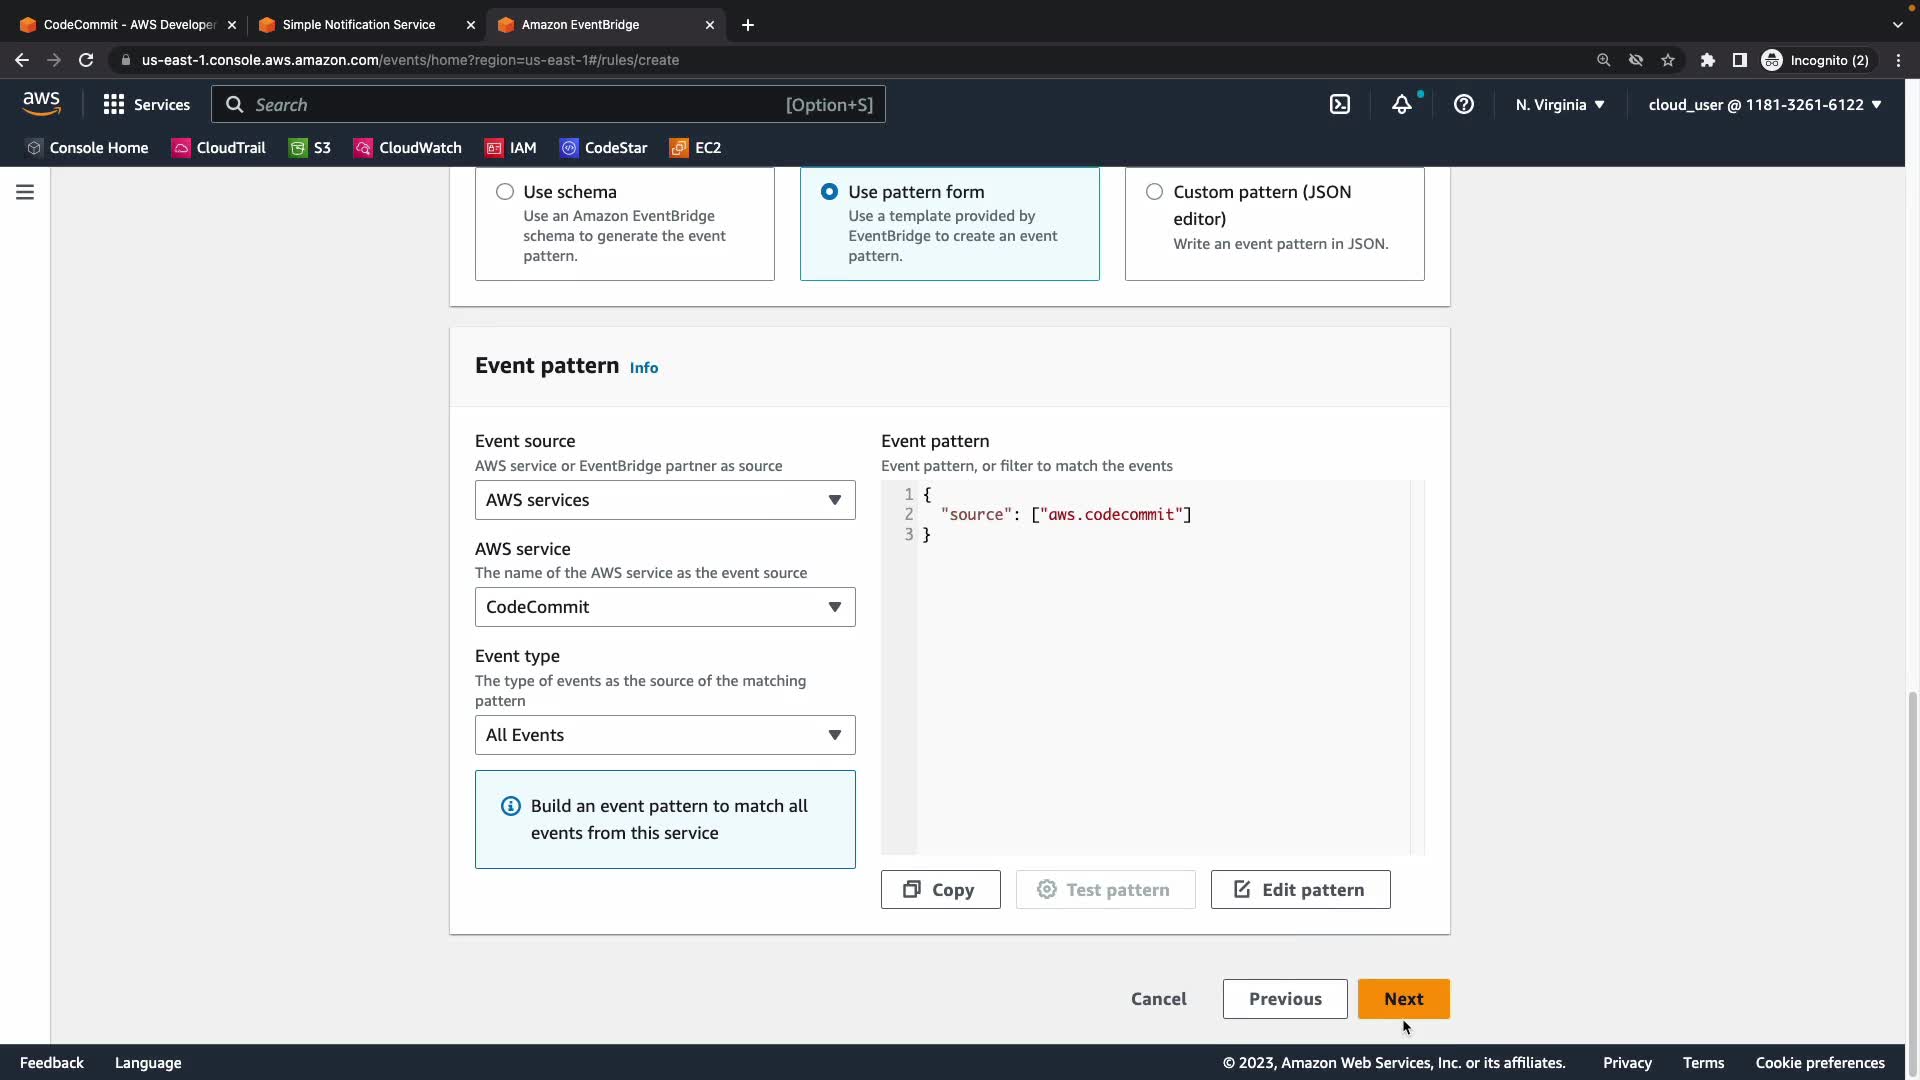 CodeCommit - AWS Developer
Simple Notification Service
Amazon EventBridge
us-east-1.console.aws.amazon.com/events/home?region=us-east-1#/rules/create
Incognito (2)
aws
Services
Search
[Option+S]
N. Virginia
cloud_user @ 1181-3261-6122
Console Home
CloudTrail
S3
CloudWatch
IAM
CodeStar
EC2
Use schema
Use an Amazon EventBridge
schema to generate the event
pattern.
Use pattern form
Use a template provided by
EventBridge to create an event
pattern.
Custom pattern (JSON
editor)
Write an event pattern in JSON.
Event pattern Info
Event source
AWS service or EventBridge partner as source
AWS services
AWS service
The name of the AWS service as the event source
CodeCommit
Event type
The type of events as the source of the matching
pattern
All Events
Build an event pattern to match all
events from this service
Event pattern
Event pattern, or filter to match the events
1 {
2 "source": ["aws.codecommit"]
3 }
Copy
Test pattern
Edit pattern
Cancel
Previous
Next
Feedback
Language
© 2023, Amazon Web Services, Inc. or its affiliates.
Privacy
Terms
Cookie preferences